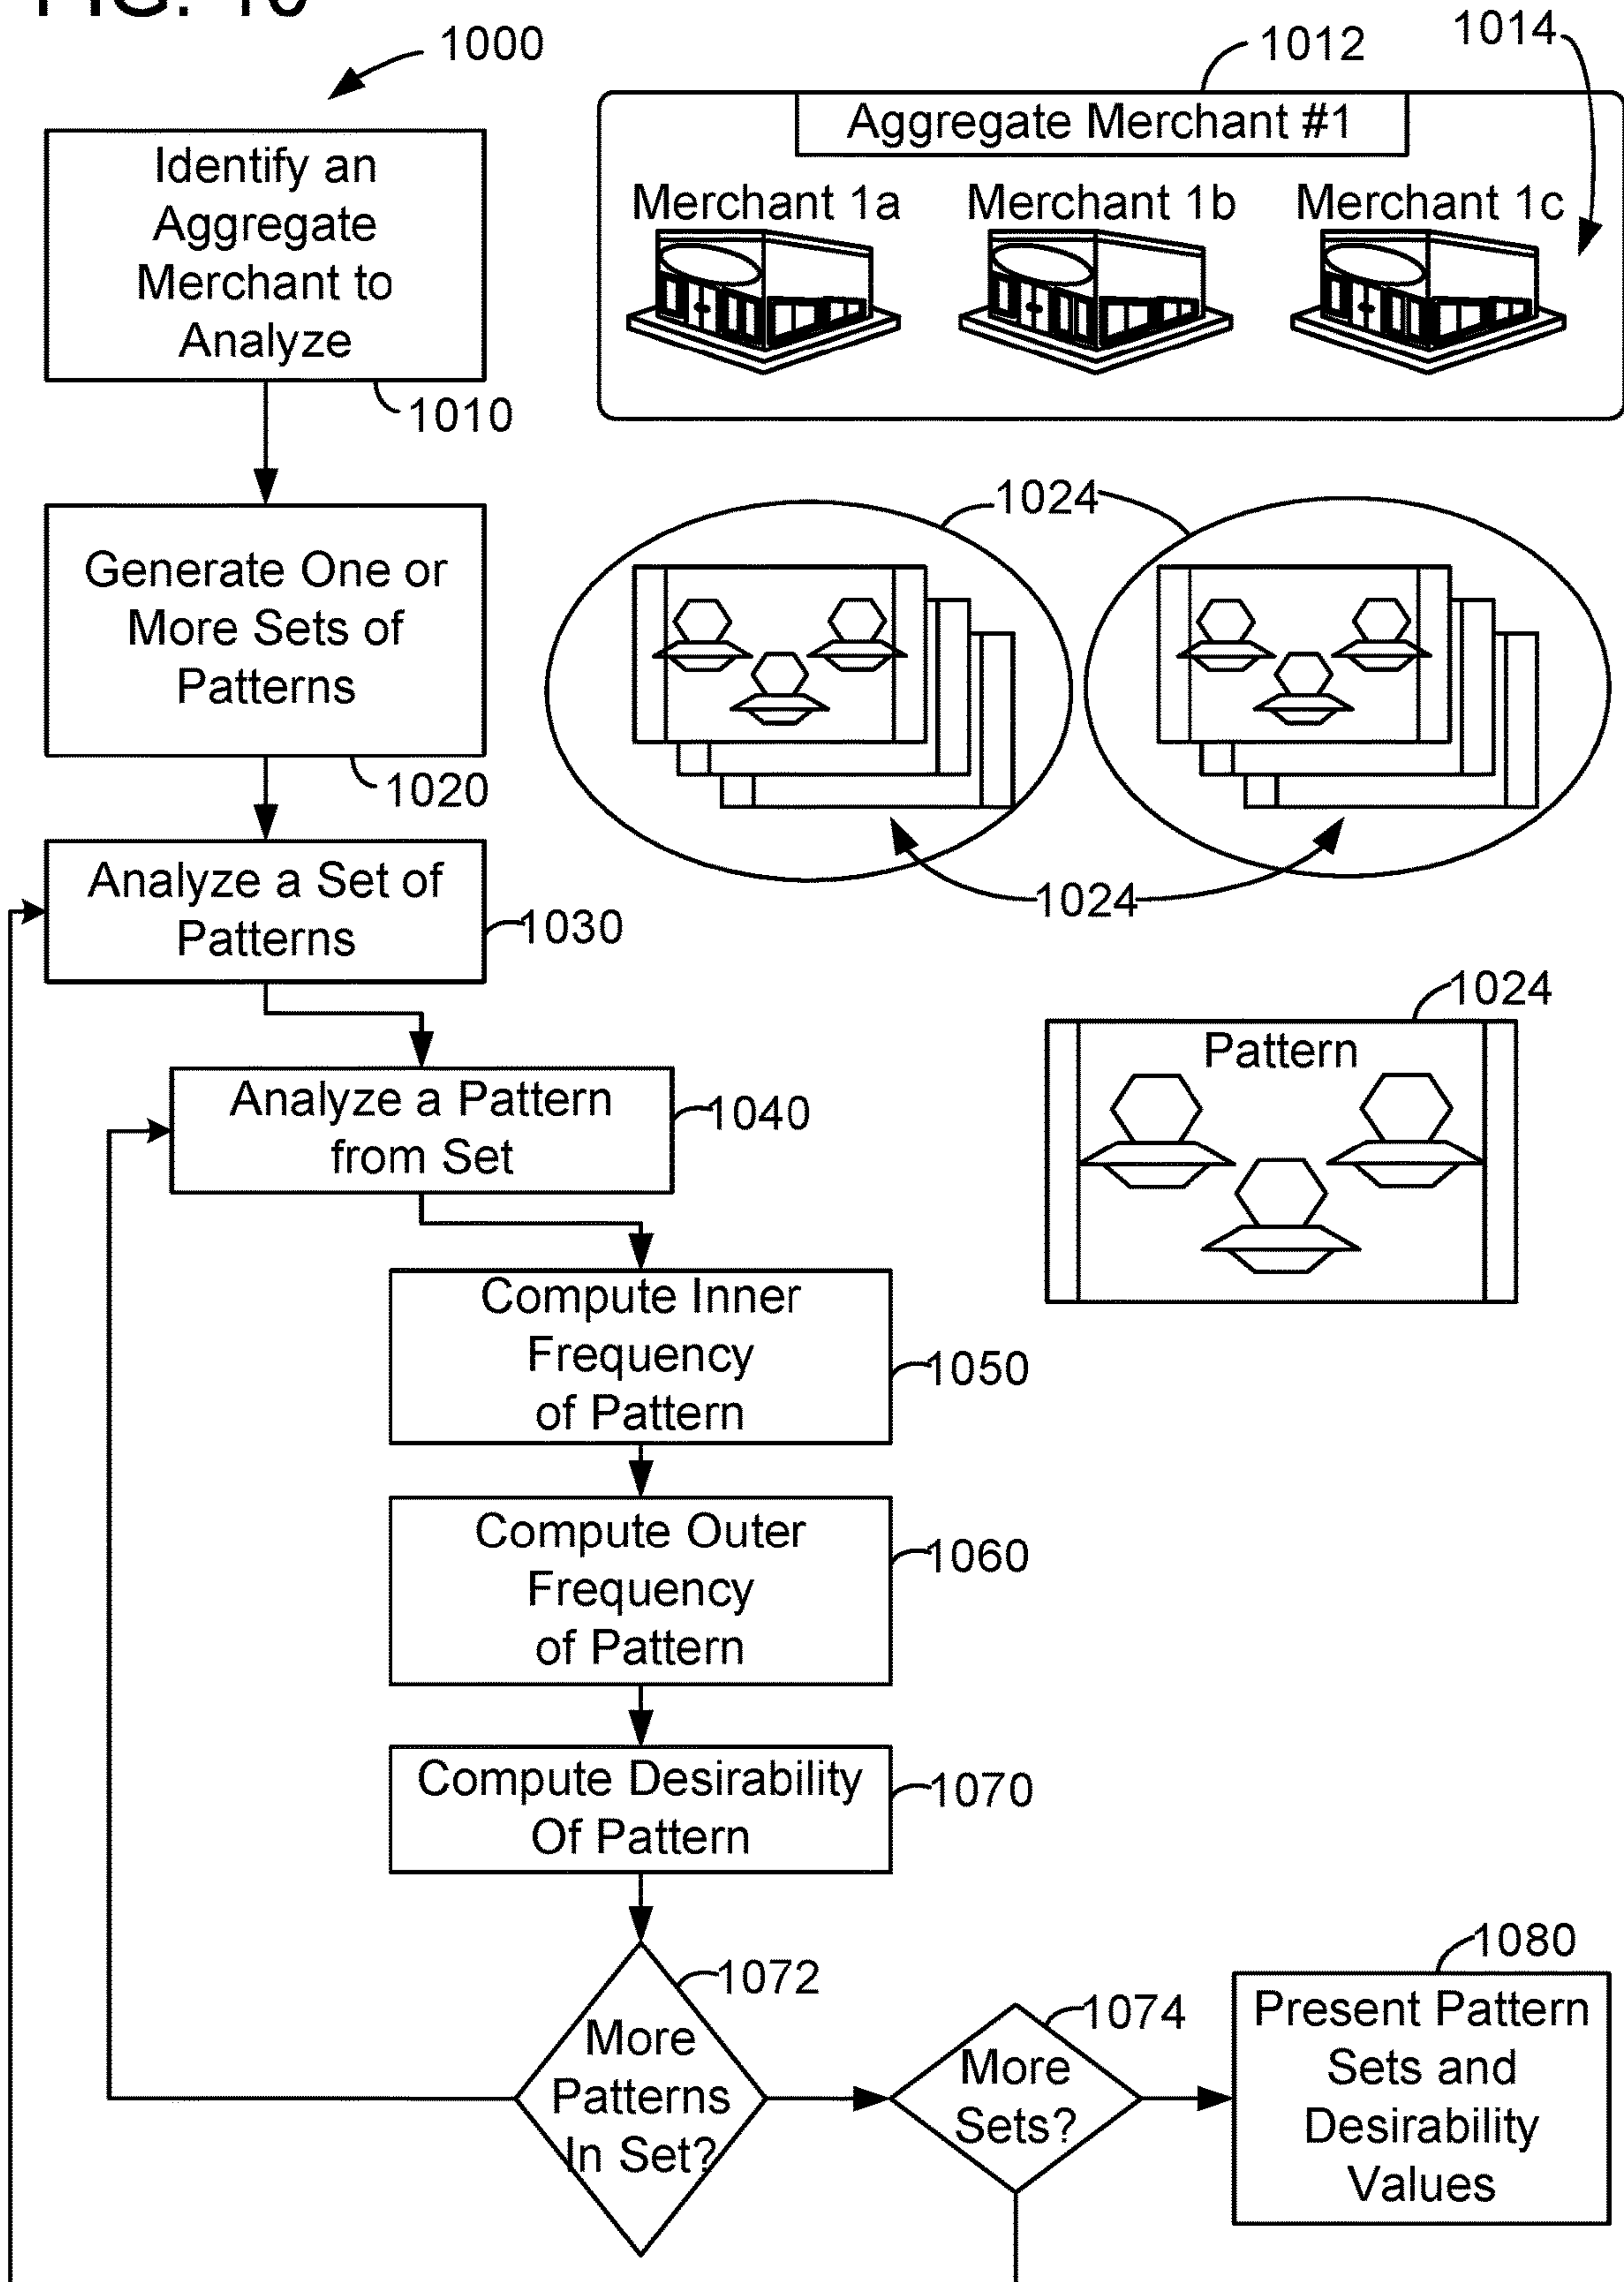 FIG. 10
1000
1012
1014
Identify an
Aggregate
Merchant to
Analyze
1010
Aggregate Merchant #1
Merchant 1a
Merchant 1b
Merchant 1c
Generate One or
More Sets of
Patterns
1020
1024
1024
Analyze a Set of
Patterns
1030
1024
Pattern
Analyze a Pattern
from Set
1040
Compute Inner
Frequency
of Pattern
1050
Compute Outer
Frequency
of Pattern
1060
Compute Desirability
Of Pattern
1070
More
Patterns
In Set?
1072
More
Sets?
1074
Present Pattern
Sets and
Desirability
Values
1080